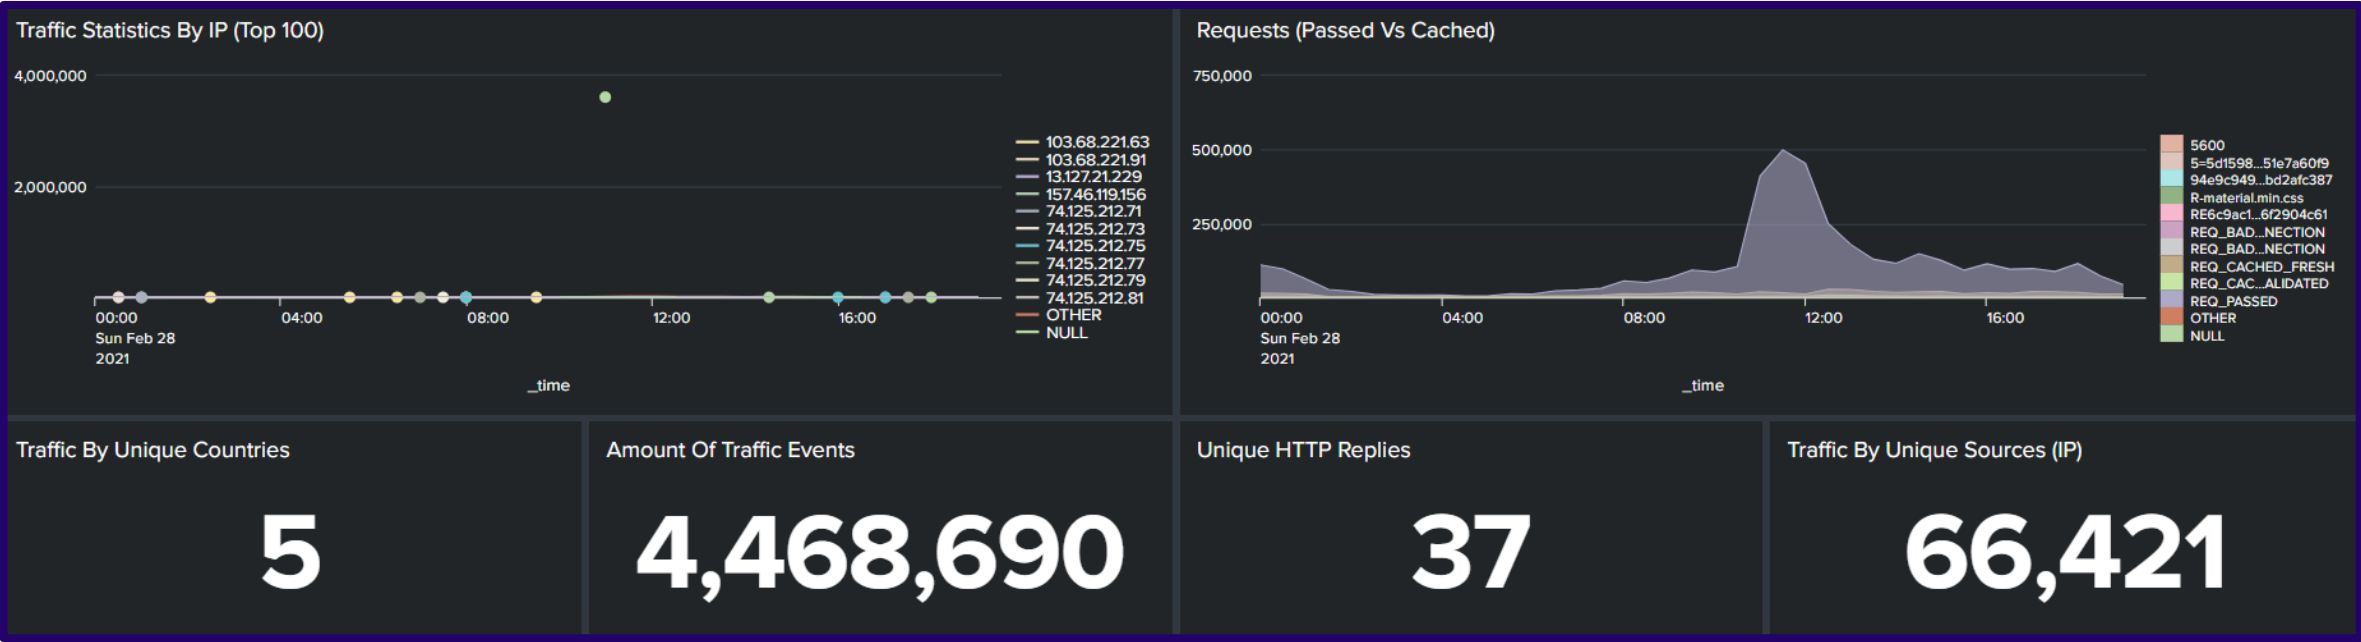 Traffic Statistics By IP (Top 100)
4,000,000
2,000,000
00:00
Sun Feb 28
2021
04:00
08:00
12:00
16:00
_time
103.68.221.63
103.68.221.91
13.127.21.229
157.46.119.156
74.125.212.71
74.125.212.73
74.125.212.75
74.125.212.77
74.125.212.79
74.125.212.81
OTHER
NULL
Requests (Passed Vs Cached)
750,000
500,000
250,000
00:00
Sun Feb 28
2021
04:00
08:00
12:00
16:00
_time
5600
5=5d1598...51e7a60f9
94e9c949...bd2afc387
R-material.min.css
RE6c9ac1...6f2904c61
REQ_BAD...NECTION
REQ_BAD...NECTION
REQ_CACHED_FRESH
REQ_CAC...ALIDATED
REQ_PASSED
OTHER
NULL
Traffic By Unique Countries
5
Amount Of Traffic Events
4,468,690
Unique HTTP Replies
37
Traffic By Unique Sources (IP)
66,421